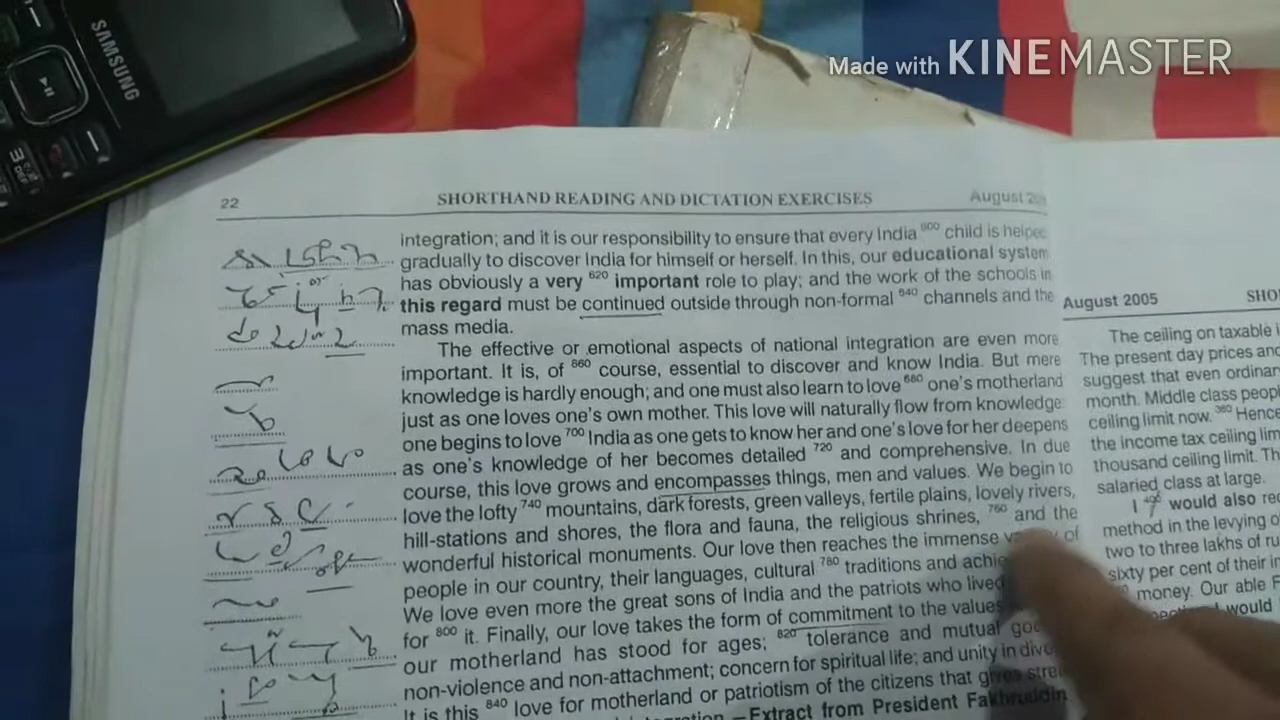 Made with KINEMASTER
SAMSUNG
22 SHORTHAND READING AND DICTATION EXERCISES August
integration; and it is our responsibility to ensure that every India 600 child is helped
gradually to discover India for himself or herself. In this, our educational system
has obviously a very 620 important role to play; and the work of the schools in
this regard must be continued outside through non-formal 640 channels and the
mass media.
The effective or emotional aspects of national integration are even more
important. It is, of 660 course, essential to discover and know India. But mere
knowledge is hardly enough; and one must also learn to love 680 one's motherland
just as one loves one's own mother. This love will naturally flow from knowledge:
one begins to love 700 India as one gets to know her and one's love for her deepens
as one's knowledge of her becomes detailed 720 and comprehensive. In due
course, this love grows and encompasses things, men and values. We begin to
love the lofty 740 mountains, dark forests, green valleys, fertile plains, lovely rivers,
hill-stations and shores, the flora and fauna, the religious shrines, 760 and the
wonderful historical monuments. Our love then reaches the immense of
people in our country, their languages, cultural 780 traditions and
We love even more the great sons of India and the patriots who lived
for 800 it. Finally, our love takes the form of commitment to the values
our motherland has stood for ages; 820 tolerance and mutual
non-violence and non-attachment; concern for spiritual life; and unity in
It is this 840 love for motherland or patriotism of the citizens that gives
—Extract from President Fakhruddin
August 2005
The ceiling on taxable
The present day prices and
suggest that even
month. Middle class
ceiling limit now. 360 Hence
the income tax ceiling
thousand ceiling limit.
salaried class at large.
I would also
method in the levying of
two to three lakhs of
sixty per cent of their
money. Our able
would